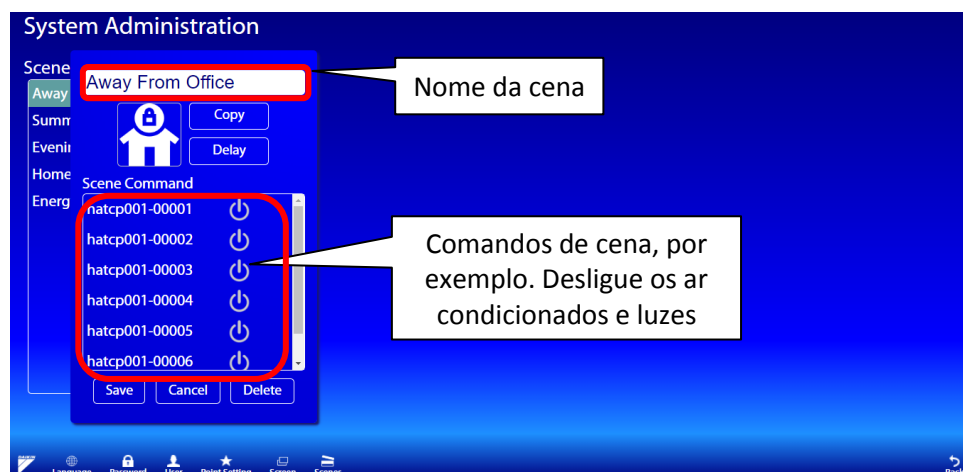 System Administration
Scene
Away
Summ
Evenin
Home
Energ
Away From Office
Copy
Delay
Scene Command
hatcp001-00001
hatcp001-00002
hatcp001-00003
hatcp001-00004
hatcp001-00005
hatcp001-00006
Save Cancel Delete
Nome da cena
Comandos de cena, por
exemplo. Desligue os ar
condicionados e luzes
Language Password User Point Setting Screen Scenes Back